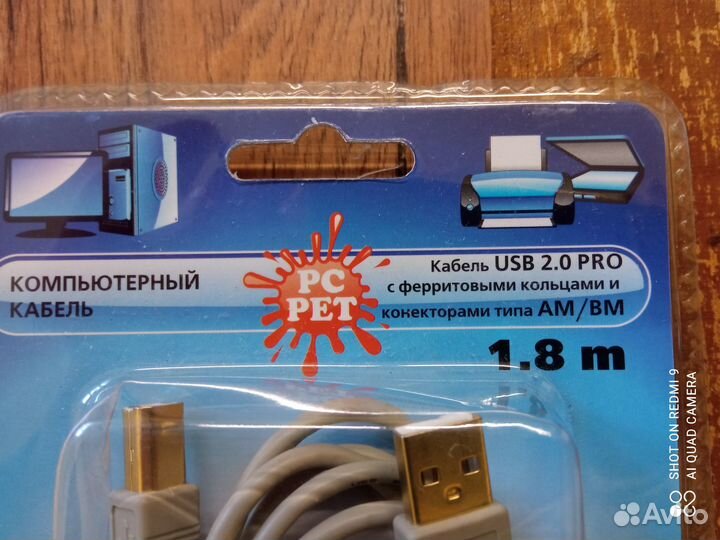 КОМПЬЮТЕРНЫЙ
КАБЕЛЬ
PC
PET
Кабель USB 2.0 PRO
с ферритовыми кольцами и
конекторами типа AM/BM
1.8 m
SHOT ON REDMI 9
AI QUAD CAMERA
Avito